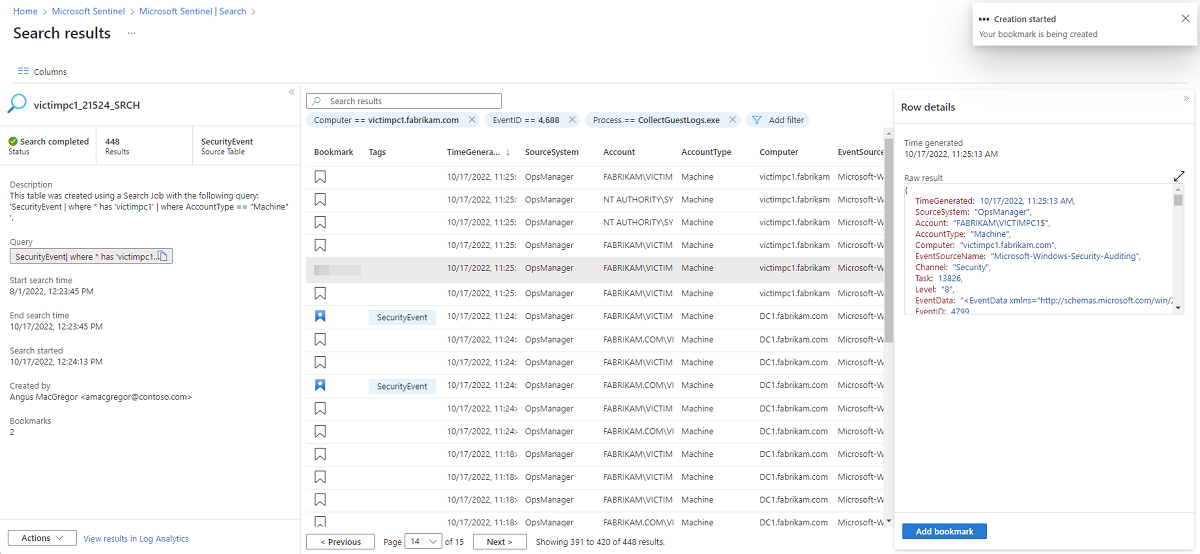 Home > Microsoft Sentinel > Microsoft Sentinel | Search >
Search results ...
Creation started
Your bookmark is being created
Columns
victimpc1_21524_SRCH
Search completed
Status
448
Results
SecurityEvent
Source Table
Description
This table was created using a Search Job with the following query:
'SecurityEvent | where * has 'victimpc1' | where AccountType == "Machine"
',
Query
SecurityEvent| where * has 'victimpc1...
Start search time
8/1/2022, 12:23:45 PM
End search time
10/17/2022, 12:23:45 PM
Search started
10/17/2022, 12:24:13 PM
Created by
Angus MacGregor <amacgregor@contoso.com>
Bookmarks
2
Actions
View results in Log Analytics
Search results
Computer == victimpc1.fabrikam.com
EventID == 4,688
Process == CollectGuestLogs.exe
Add filter
Bookmark Tags TimeGenera... ↓ SourceSystem Account AccountType Computer EventSource
10/17/2022, 11:25: OpsManager FABRIKAM\VICTIM Machine victimpc1.fabrikam Microsoft-W
10/17/2022, 11:25: OpsManager NT AUTHORITY\SY Machine victimpc1.fabrikam Microsoft-W
10/17/2022, 11:25: OpsManager NT AUTHORITY\SY Machine victimpc1.fabrikam Microsoft-W
10/17/2022, 11:25: OpsManager FABRIKAM\VICTIM Machine victimpc1.fabrikam Microsoft-W
10/17/2022, 11:25: OpsManager FABRIKAM\VICTIM Machine victimpc1.fabrikam Microsoft-W
10/17/2022, 11:25: OpsManager FABRIKAM\VICTIM Machine victimpc1.fabrikam Microsoft-W
SecurityEvent 10/17/2022, 11:24: OpsManager FABRIKAM\VICTIM Machine DC1.fabrikam.com Microsoft-W
10/17/2022, 11:24: OpsManager FABRIKAM.COM\VI Machine DC1.fabrikam.com Microsoft-W
10/17/2022, 11:24: OpsManager FABRIKAM\VICTIM Machine DC1.fabrikam.com Microsoft-W
SecurityEvent 10/17/2022, 11:24: OpsManager FABRIKAM.COM\VI Machine DC1.fabrikam.com Microsoft-W
10/17/2022, 11:24: OpsManager FABRIKAM\VICTIM Machine DC1.fabrikam.com Microsoft-W
10/17/2022, 11:24: OpsManager FABRIKAM.COM\VI Machine DC1.fabrikam.com Microsoft-W
10/17/2022, 11:18: OpsManager FABRIKAM\VICTIM Machine DC1.fabrikam.com Microsoft-W
10/17/2022, 11:18: OpsManager FABRIKAM\VICTIM Machine DC1.fabrikam.com Microsoft-W
10/17/2022, 11:18: OpsManager FABRIKAM\VICTIM Machine DC1.fabrikam.com Microsoft-W
10/17/2022, 11:18: OpsManager FABRIKAM\VICTIM Machine DC1.fabrikam.com Microsoft-W
< Previous Page 14 of 15 Next > Showing 391 to 420 of 448 results.
Row details
Time generated
10/17/2022, 11:25:13 AM
Raw result
{
TimeGenerated: 10/17/2022, 11:25:13 AM,
SourceSystem: "OpsManager",
Account: "FABRIKAM\VICTIMPC1$",
AccountType: "Machine",
Computer: "victimpc1.fabrikam.com",
EventSourceName: "Microsoft-Windows-Security-Auditing",
Channel: "Security",
Task: 13826,
Level: "8",
EventData: "<EventData xmlns="http://schemas.microsoft.com/win/2
EventID: 4799
Add bookmark